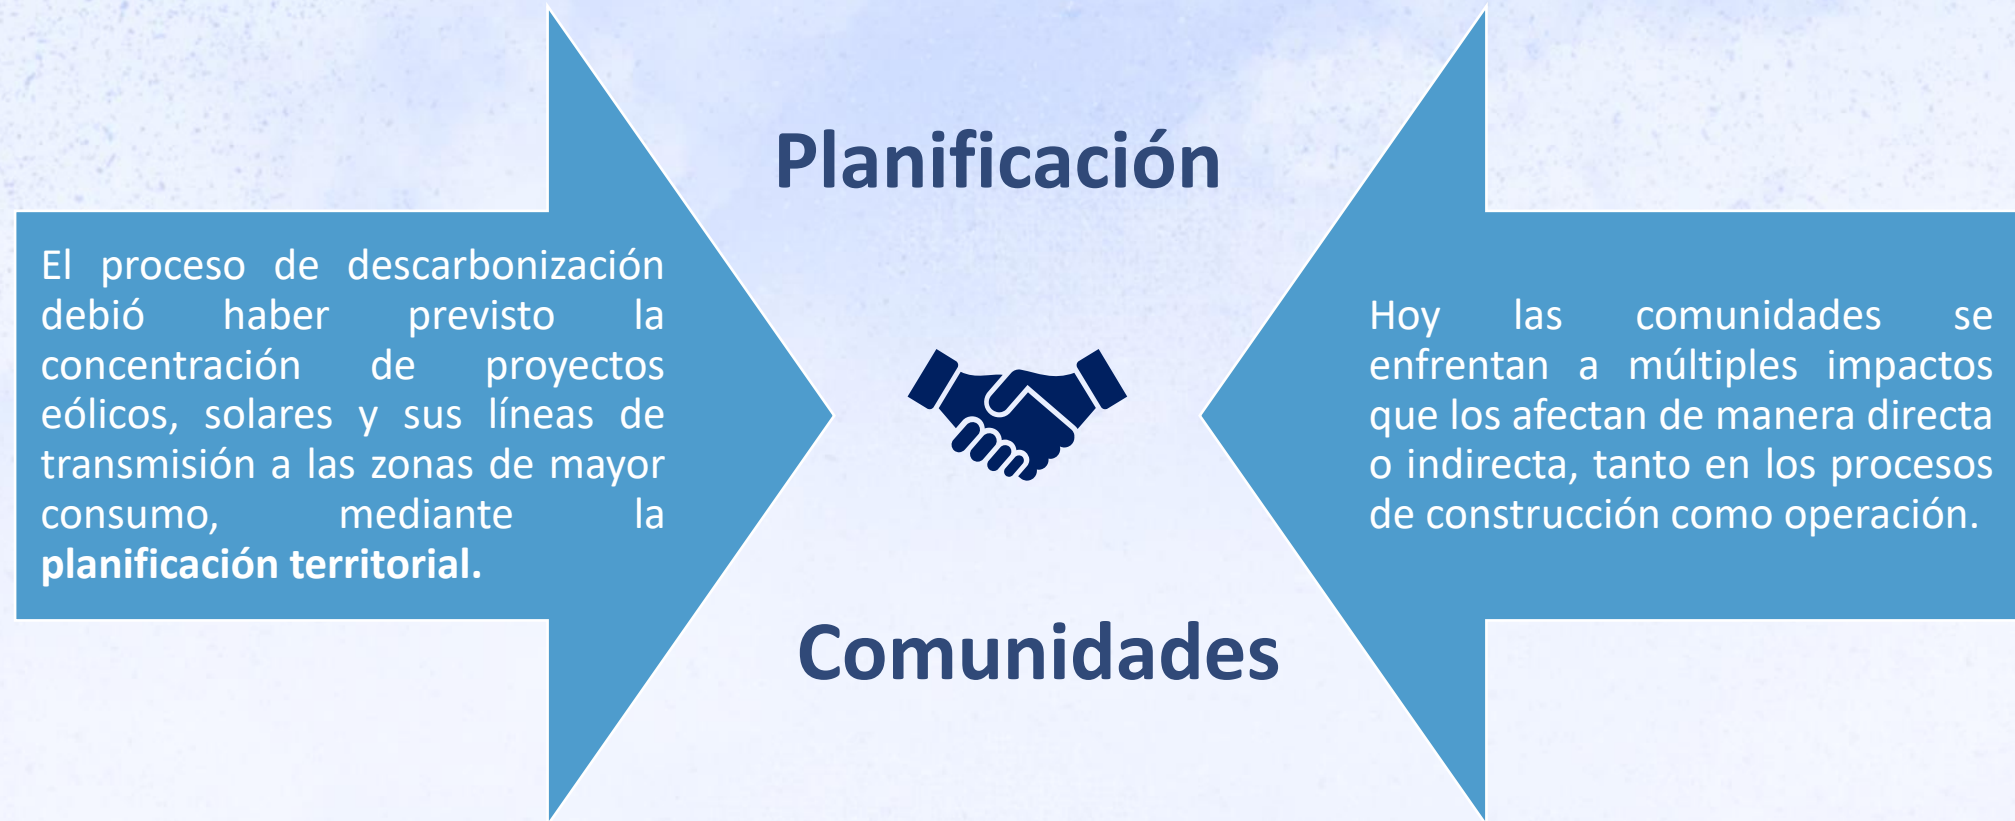 Planificación
El proceso de descarbonización
debió haber previsto la
concentración de proyectos
eólicos, solares y sus líneas de
transmisión a las zonas de mayor
consumo, mediante la
planificación territorial.
Hoy las comunidades se
enfrentan a múltiples impactos
que los afectan de manera directa
o indirecta, tanto en los procesos
de construcción como operación.
Comunidades